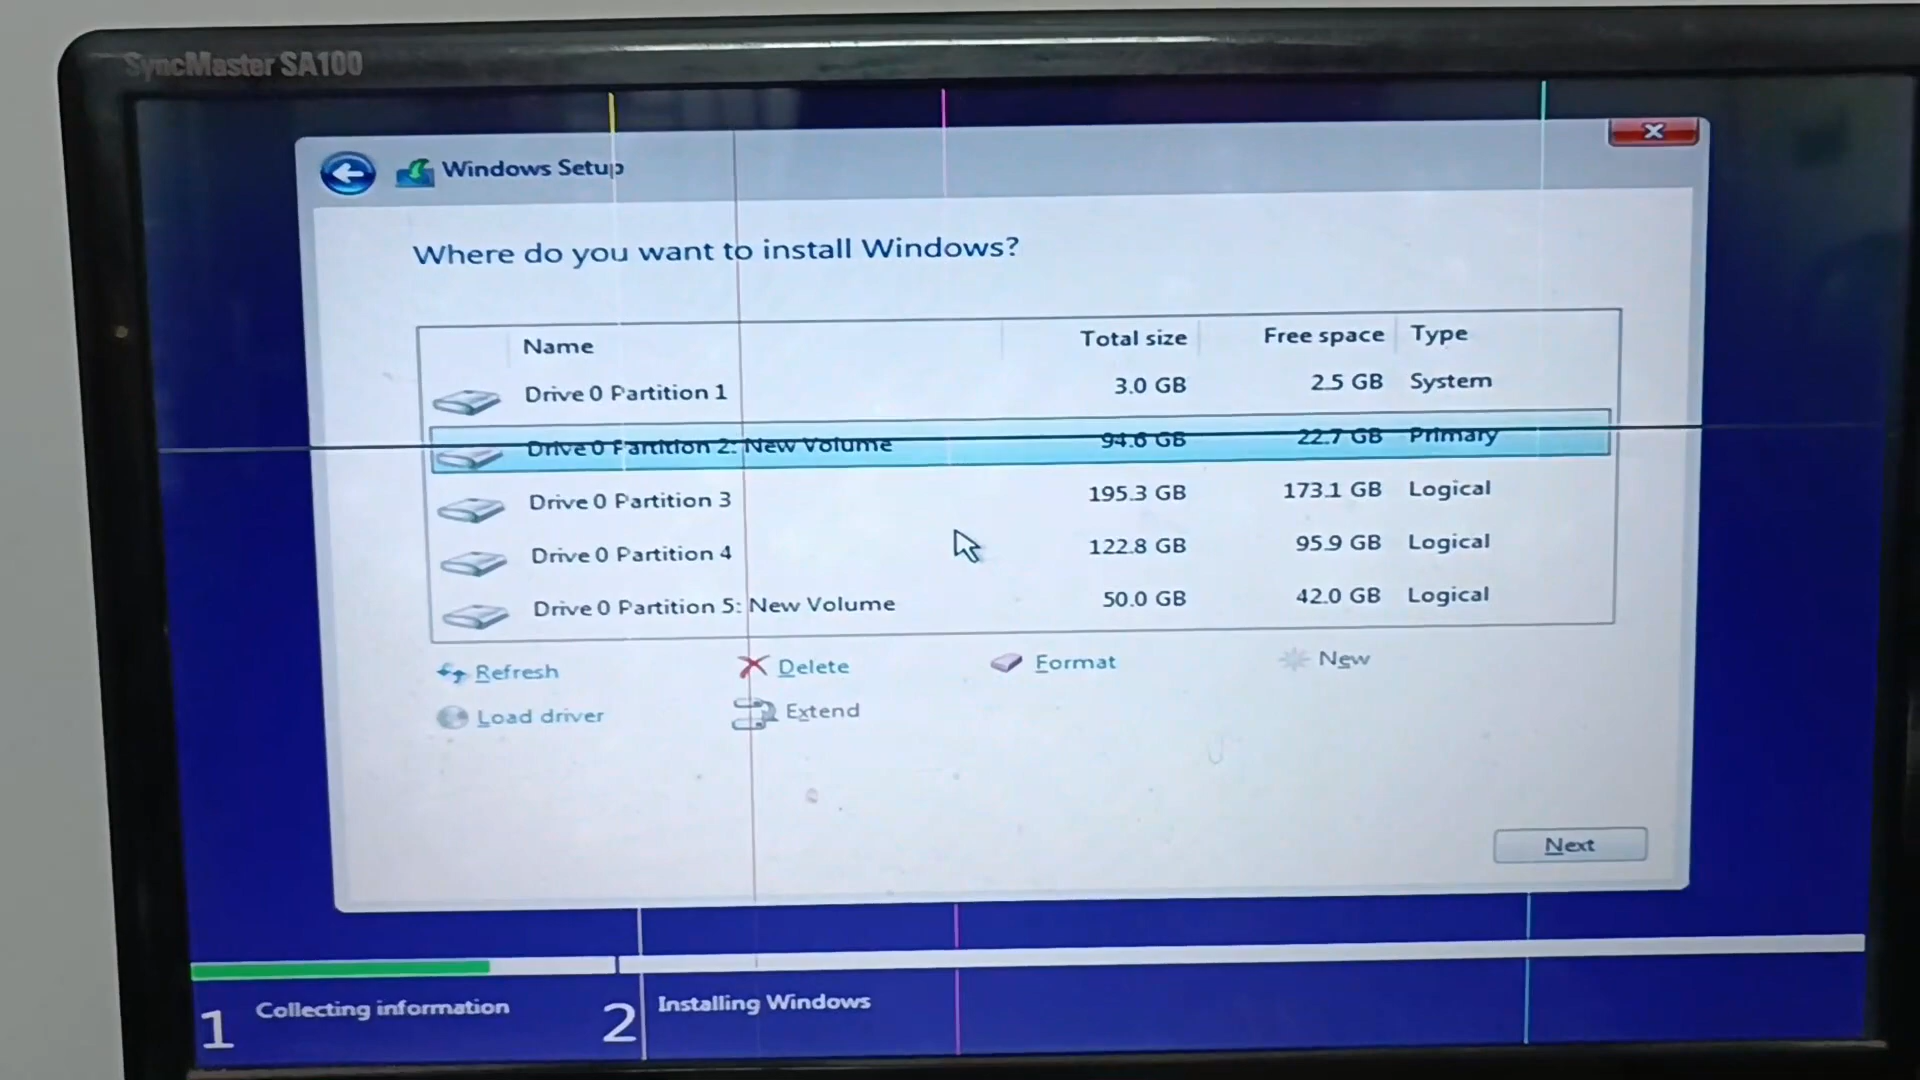 SyncMaster SA100
Windows Setup
Where do you want to install Windows?
Name Total size Free space Type
Drive 0 Partition 1 3.0 GB 2.5 GB System
Drive 0 Partition 2: New Volume 94.6 GB 22.7 GB Primary
Drive 0 Partition 3 195.3 GB 173.1 GB Logical
Drive 0 Partition 4 122.8 GB 95.9 GB Logical
Drive 0 Partition 5: New Volume 50.0 GB 42.0 GB Logical
Refresh Delete Format New
Load driver Extend
Next
1 Collecting information 2 Installing Windows